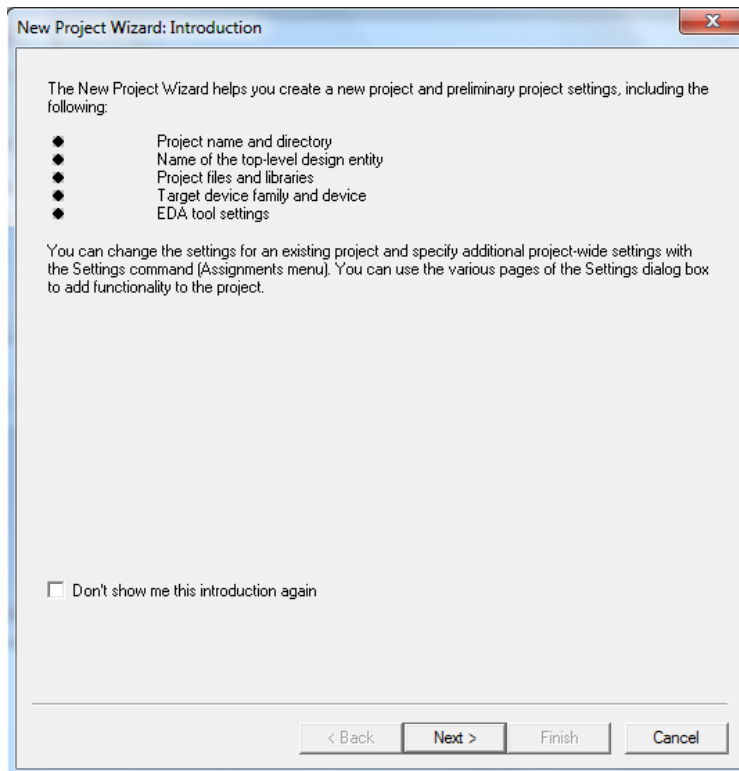 New Project Wizard: Introduction
The New Project Wizard helps you create a new project and preliminary project settings, including the
following:
Project name and directory
Name of the top-level design entity
Project files and libraries
Target device family and device
EDA tool settings
You can change the settings for an existing project and specify additional project-wide settings with
the Settings command (Assignments menu). You can use the various pages of the Settings dialog box
to add functionality to the project.
Don't show me this introduction again
< Back Next > Finish Cancel